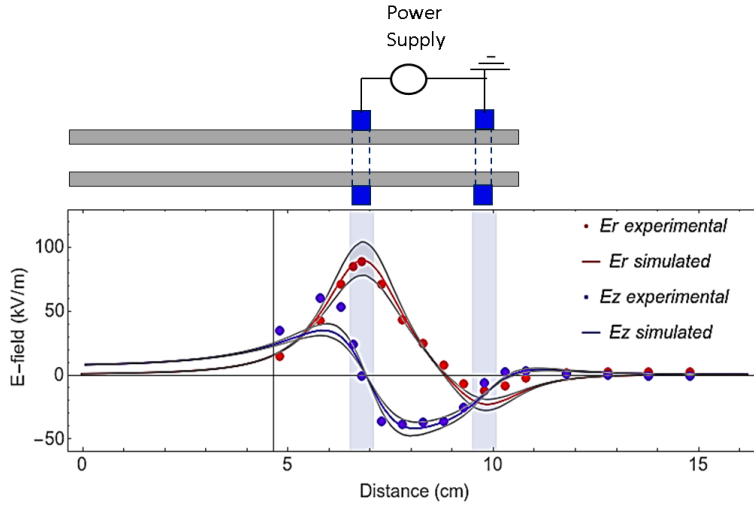 Power
Supply
E-field (kV/m)
100
50
0
−50
Er experimental
Er simulated
Ez experimental
Ez simulated
0
5
10
15
Distance (cm)